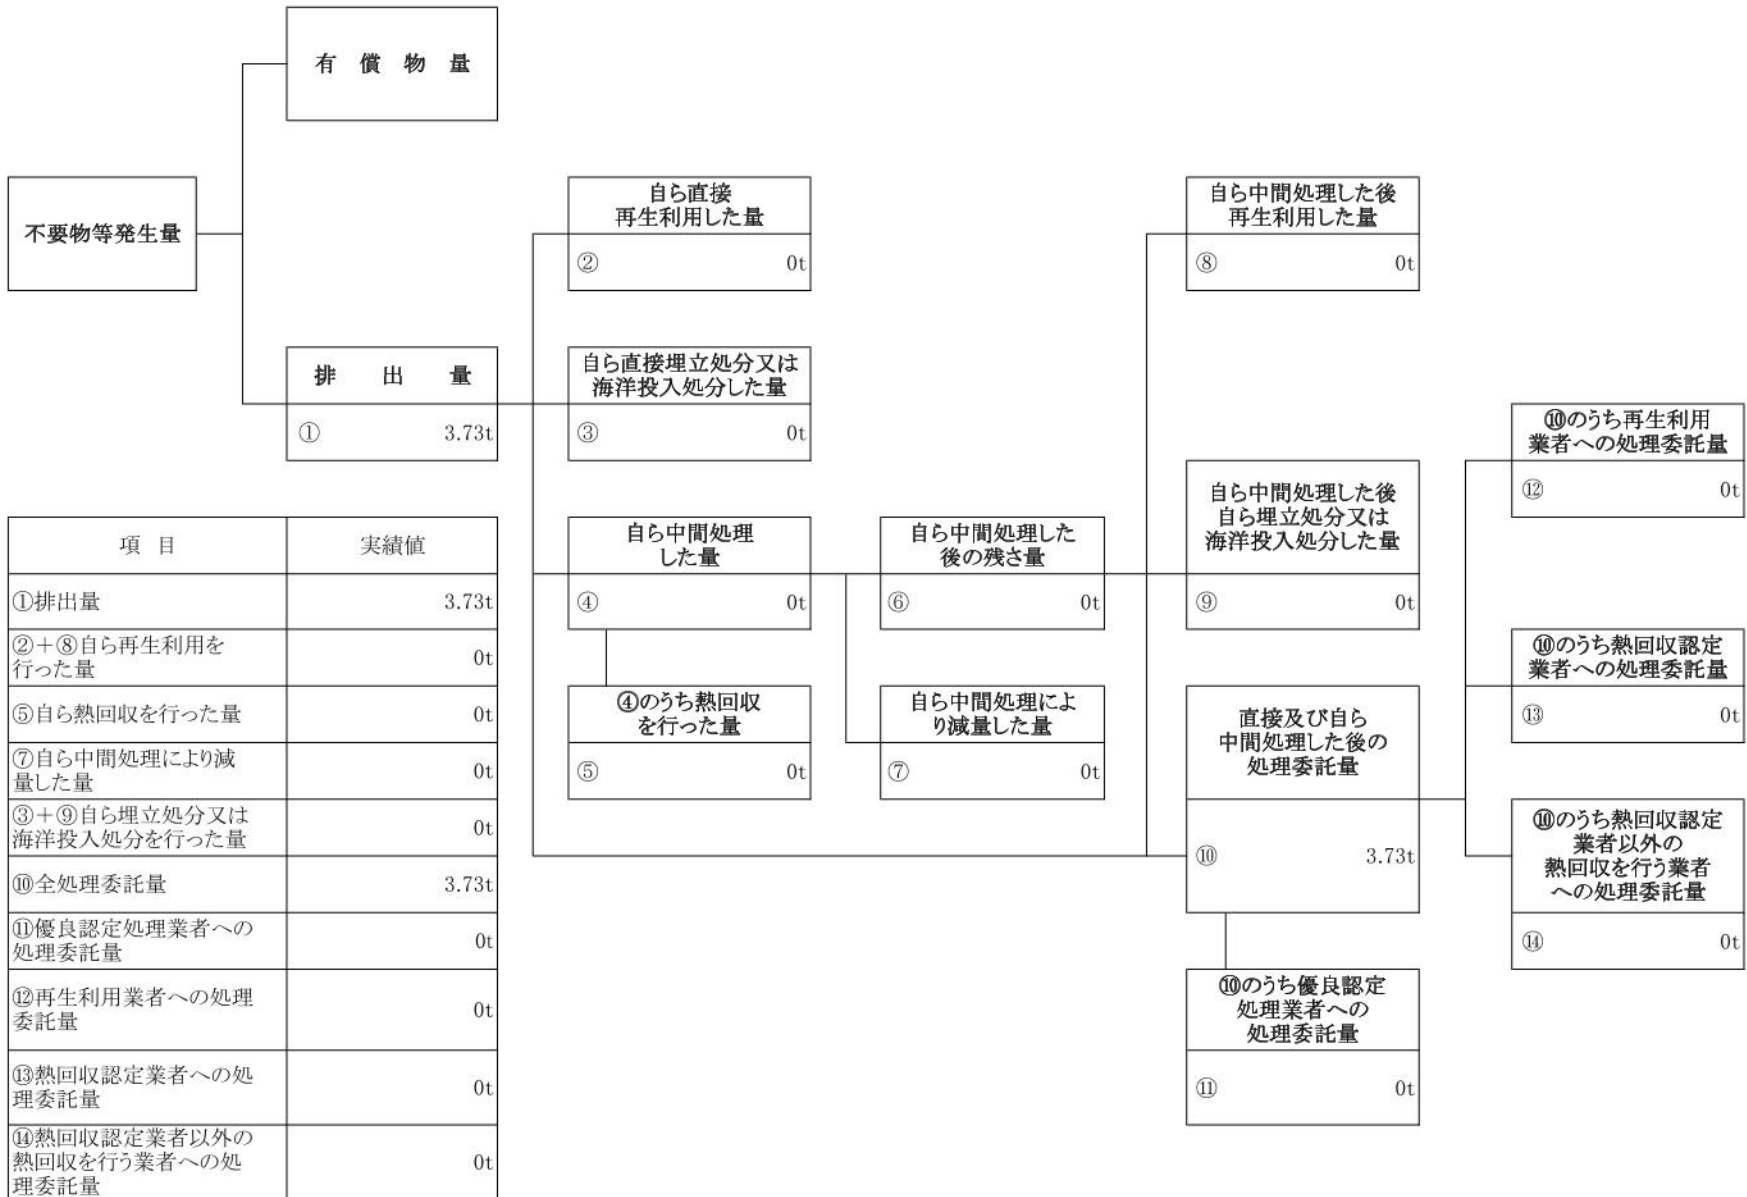 有 償 物 量
不要物等発生量
自ら直接
再生利用した量
② 0t
自ら中間処理した後
再生利用した量
⑧ 0t
排 出 量
① 3.73t
自ら直接埋立処分又は
海洋投入処分した量
③ 0t
⑩のうち再生利用
業者への処理委託量
⑫ 0t
自ら中間処理
した量
④ 0t
自ら中間処理した
後の残さ量
⑥ 0t
自ら中間処理した後
自ら埋立処分又は
海洋投入処分した量
⑨ 0t
⑩のうち熱回収認定
業者への処理委託量
⑬ 0t
④のうち熱回収
を行った量
⑤ 0t
自ら中間処理によ
り減量した量
⑦ 0t
直接及び自ら
中間処理した後の
処理委託量
⑩ 3.73t
⑩のうち熱回収認定
業者以外の
熱回収を行う業者
への処理委託量
⑭ 0t
⑩のうち優良認定
処理業者への
処理委託量
⑪ 0t
項 目 実績値
①排出量 3.73t
②+⑧自ら再生利用を
行った量 0t
⑤自ら熱回収を行った量 0t
⑦自ら中間処理により減
量した量 0t
③+⑨自ら埋立処分又は
海洋投入処分を行った量 0t
⑩全処理委託量 3.73t
⑪優良認定処理業者への
処理委託量 0t
⑫再生利用業者への処理
委託量 0t
⑬熱回収認定業者への処
理委託量 0t
⑭熱回収認定業者以外の
熱回収を行う業者への処
理委託量 0t